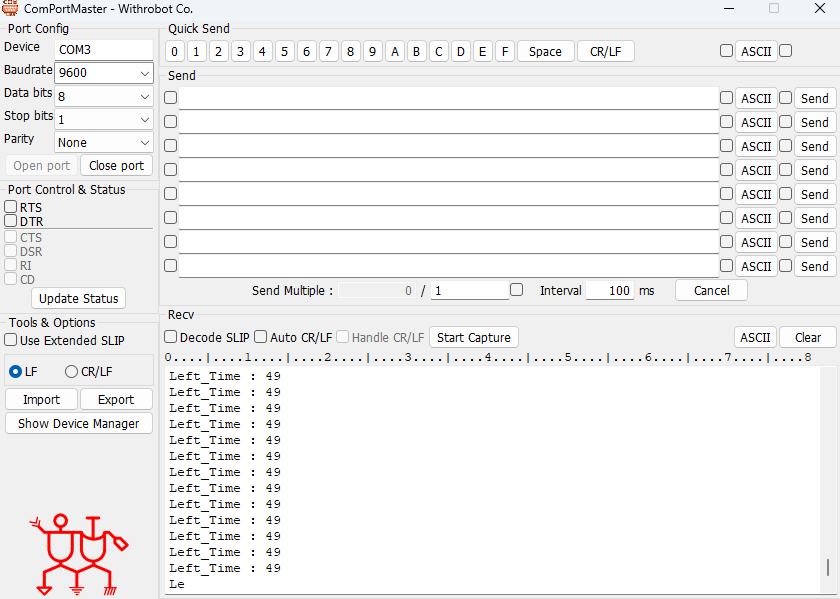 ComPortMaster - Withrobot Co.
Port Config
Device COM3
Baudrate 9600
Data bits 8
Stop bits 1
Parity None
Open port Close port
Port Control & Status
RTS
DTR
CTS
DSR
RI
CD
Update Status
Tools & Options
Use Extended SLIP
LF CR/LF
Import Export
Show Device Manager
Quick Send
0 1 2 3 4 5 6 7 8 9 A B C D E F Space CR/LF ASCII
Send
ASCII Send
ASCII Send
ASCII Send
ASCII Send
ASCII Send
ASCII Send
ASCII Send
ASCII Send
Send Multiple : 0 / 1 Interval 100 ms Cancel
Recv
Decode SLIP Auto CR/LF Handle CR/LF Start Capture ASCII Clear
0....|....1....|....2....|....3....|....4....|....5....|....6....|....7....|....8
Left_Time : 49
Left_Time : 49
Left_Time : 49
Left_Time : 49
Left_Time : 49
Left_Time : 49
Left_Time : 49
Left_Time : 49
Left_Time : 49
Left_Time : 49
Left_Time : 49
Left_Time : 49
Left_Time : 49
Le